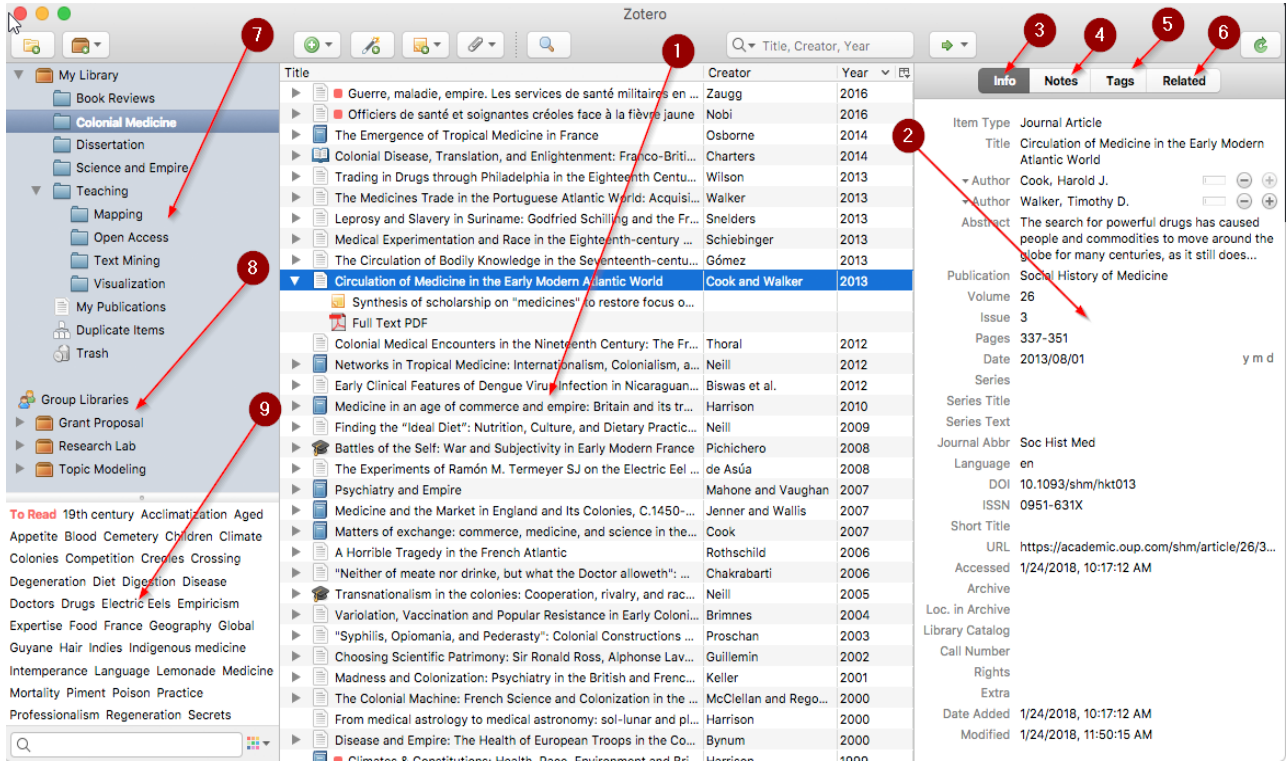 Zotero
7
1
3
4
5
6
Title, Creator, Year
My Library
Book Reviews
Colonial Medicine
Dissertation
Science and Empire
Teaching
Mapping
Open Access
Text Mining
Visualization
My Publications
Duplicate Items
Trash
8
Group Libraries
Grant Proposal
Research Lab
Topic Modeling
9
To Read 19th century Acclimatization Aged
Appetite Blood Cemetery Children Climate
Colonies Competition Creoles Crossing
Degeneration Diet Digestion Disease
Doctors Drugs Electric Eels Empiricism
Expertise Food France Geography Global
Guyane Hair Indies Indigenous medicine
Intemperance Language Lemonade Medicine
Mortality Piment Poison Practice
Professionalism Regeneration Secrets
Title Creator Year
Guerre, maladie, empire. Les services de santé militaires en ... Zaugg 2016
Officiers de santé et soignantes créoles face à la fièvre jaune Nobi 2016
The Emergence of Tropical Medicine in France Osborne 2014
Colonial Disease, Translation, and Enlightenment: Franco-Briti... Charters 2014
Trading in Drugs through Philadelphia in the Eighteenth Centu... Wilson 2013
The Medicines Trade in the Portuguese Atlantic World: Acquisi... Walker 2013
Leprosy and Slavery in Suriname: Godfried Schilling and the Fr... Snelders 2013
Medical Experimentation and Race in the Eighteenth-century ... Schiebinger 2013
The Circulation of Bodily Knowledge in the Seventeenth-centu... Gómez 2013
Circulation of Medicine in the Early Modern Atlantic World Cook and Walker 2013
Synthesis of scholarship on "medicines" to restore focus o...
Full Text PDF
Colonial Medical Encounters in the Nineteenth Century: The Fr... Thoral 2012
Networks in Tropical Medicine: Internationalism, Colonialism, a... Neill 2012
Early Clinical Features of Dengue Virus Infection in Nicaraguan... Biswas et al. 2012
Medicine in an age of commerce and empire: Britain and its tr... Harrison 2010
Finding the “Ideal Diet”: Nutrition, Culture, and Dietary Practic... Neill 2009
Battles of the Self: War and Subjectivity in Early Modern France Pichichero 2008
The Experiments of Ramón M. Termeyer SJ on the Electric Eel ... de Asúa 2008
Psychiatry and Empire Mahone and Vaughan 2007
Medicine and the Market in England and Its Colonies, C.1450-... Jenner and Wallis 2007
Matters of exchange: commerce, medicine, and science in the... Cook 2007
A Horrible Tragedy in the French Atlantic Rothschild 2006
"Neither of meate nor drinke, but what the Doctor alloweth": ... Chakrabarti 2006
Transnationalism in the colonies: Cooperation, rivalry, and rac... Neill 2005
Variolation, Vaccination and Popular Resistance in Early Coloni... Brimnes 2004
"Syphilis, Opiomania, and Pederasty": Colonial Constructions ... Proschan 2003
Choosing Scientific Patrimony: Sir Ronald Ross, Alphonse Lav... Guillemin 2002
Madness and Colonization: Psychiatry in the British and Frenc... Keller 2001
The Colonial Machine: French Science and Colonization in the ... McClellan and Rego... 2000
From medical astrology to medical astronomy: sol-lunar and pl... Harrison 2000
Disease and Empire: The Health of European Troops in the Co... Bynum 2000
Climates & Constitutions: Health, Race, Environment and Bri... Harrison 1999
Info Notes Tags Related
2
Item Type Journal Article
Title Circulation of Medicine in the Early Modern
Atlantic World
Author Cook, Harold J.
Author Walker, Timothy D.
Abstract The search for powerful drugs has caused
people and commodities to move around the
globe for many centuries, as it still does...
Publication Social History of Medicine
Volume 26
Issue 3
Pages 337-351
Date 2013/08/01 y m d
Series
Series Title
Series Text
Journal Abbr Soc Hist Med
Language en
DOI 10.1093/shm/hkt013
ISSN 0951-631X
Short Title
URL https://academic.oup.com/shm/article/26/3...
Accessed 1/24/2018, 10:17:12 AM
Archive
Loc. in Archive
Library Catalog
Call Number
Rights
Extra
Date Added 1/24/2018, 10:17:12 AM
Modified 1/24/2018, 11:50:15 AM